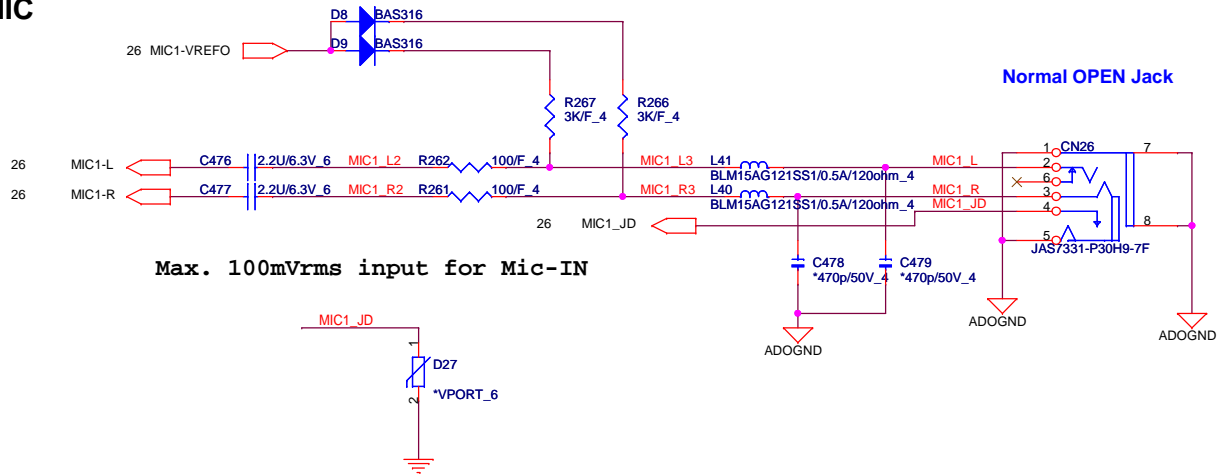 MIC
D8 BAS316
D9 BAS316
26 MIC1-VREFO
Normal OPEN Jack
R267
3K/F_4
R266
3K/F_4
26 MIC1-L C476 2.2U/6.3V_6 MIC1_L2 R262 100/F_4 MIC1_L3 L41 MIC1_L
BLM15AG121SS1/0.5A/120ohm_4
26 MIC1-R C477 2.2U/6.3V_6 MIC1_R2 R261 100/F_4 MIC1_R3 L40 MIC1_R
BLM15AG121SS1/0.5A/120ohm_4
26 MIC1_JD MIC1_JD
1 CN26 7
2
6
3
4 8
5
JAS7331-P30H9-7F
Max. 100mVrms input for Mic-IN
C478
*470p/50V_4
C479
*470p/50V_4
ADOGND
ADOGND
ADOGND
MIC1_JD
1
D27
*VPORT_6
2